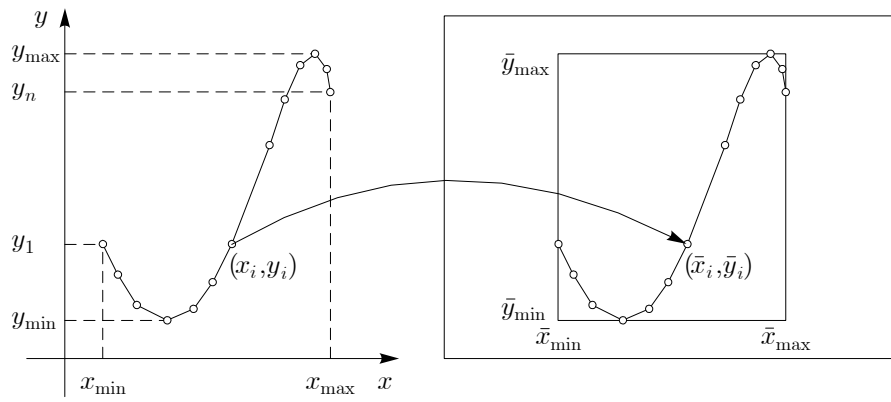 y
y_max
y_n
y_1
y_min
(x_i,y_i)
x_min
x_max
x
ȳ_max
(x̄_i,ȳ_i)
ȳ_min
x̄_min
x̄_max